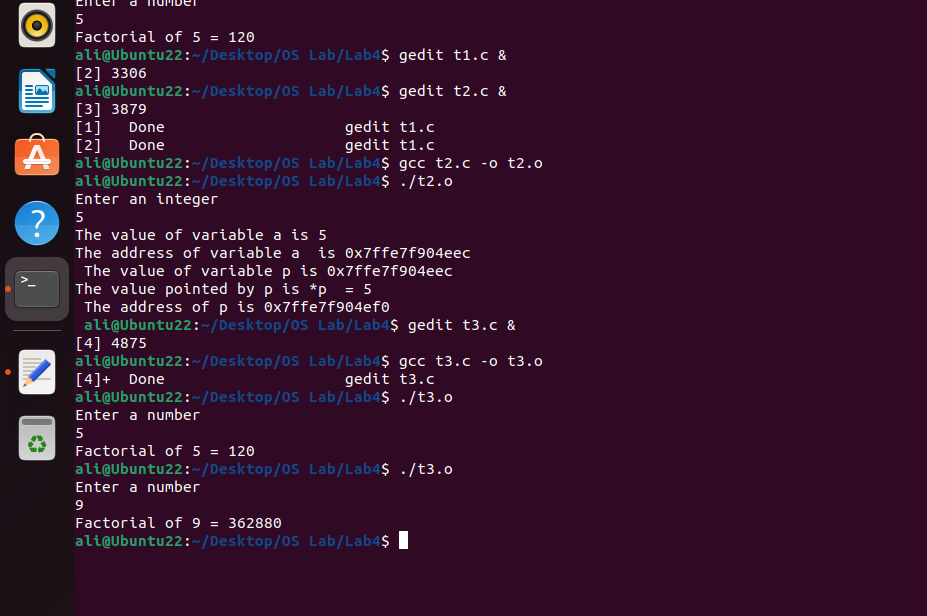 Enter a number
5
Factorial of 5 = 120
ali@Ubuntu22:~/Desktop/OS Lab/Lab4$ gedit t1.c &
[2] 3306
ali@Ubuntu22:~/Desktop/OS Lab/Lab4$ gedit t2.c &
[3] 3879
[1]   Done                    gedit t1.c
[2]   Done                    gedit t1.c
ali@Ubuntu22:~/Desktop/OS Lab/Lab4$ gcc t2.c -o t2.o
ali@Ubuntu22:~/Desktop/OS Lab/Lab4$ ./t2.o
Enter an integer
5
The value of variable a is 5
The address of variable a  is 0x7ffe7f904eec
 The value of variable p is 0x7ffe7f904eec
The value pointed by p is *p  = 5
 The address of p is 0x7ffe7f904ef0
 ali@Ubuntu22:~/Desktop/OS Lab/Lab4$ gedit t3.c &
[4] 4875
ali@Ubuntu22:~/Desktop/OS Lab/Lab4$ gcc t3.c -o t3.o
[4]+  Done                    gedit t3.c
ali@Ubuntu22:~/Desktop/OS Lab/Lab4$ ./t3.o
Enter a number
5
Factorial of 5 = 120
ali@Ubuntu22:~/Desktop/OS Lab/Lab4$ ./t3.o
Enter a number
9
Factorial of 9 = 362880
ali@Ubuntu22:~/Desktop/OS Lab/Lab4$